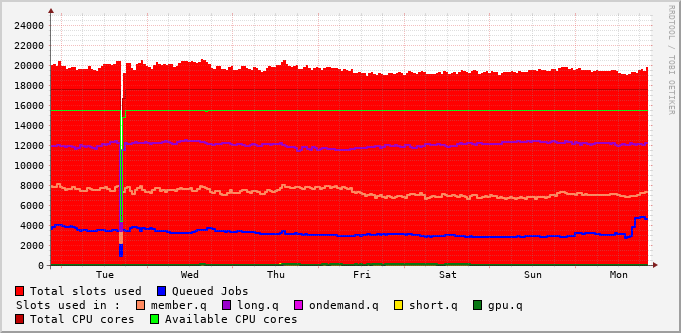 RRDTOOL / TOBI OETIKER
24000
22000
20000
18000
16000
14000
12000
10000
8000
6000
4000
2000
0
Tue Wed Thu Fri Sat Sun Mon
Total slots used Queued Jobs
Slots used in : member.q long.q ondemand.q short.q gpu.q
Total CPU cores Available CPU cores